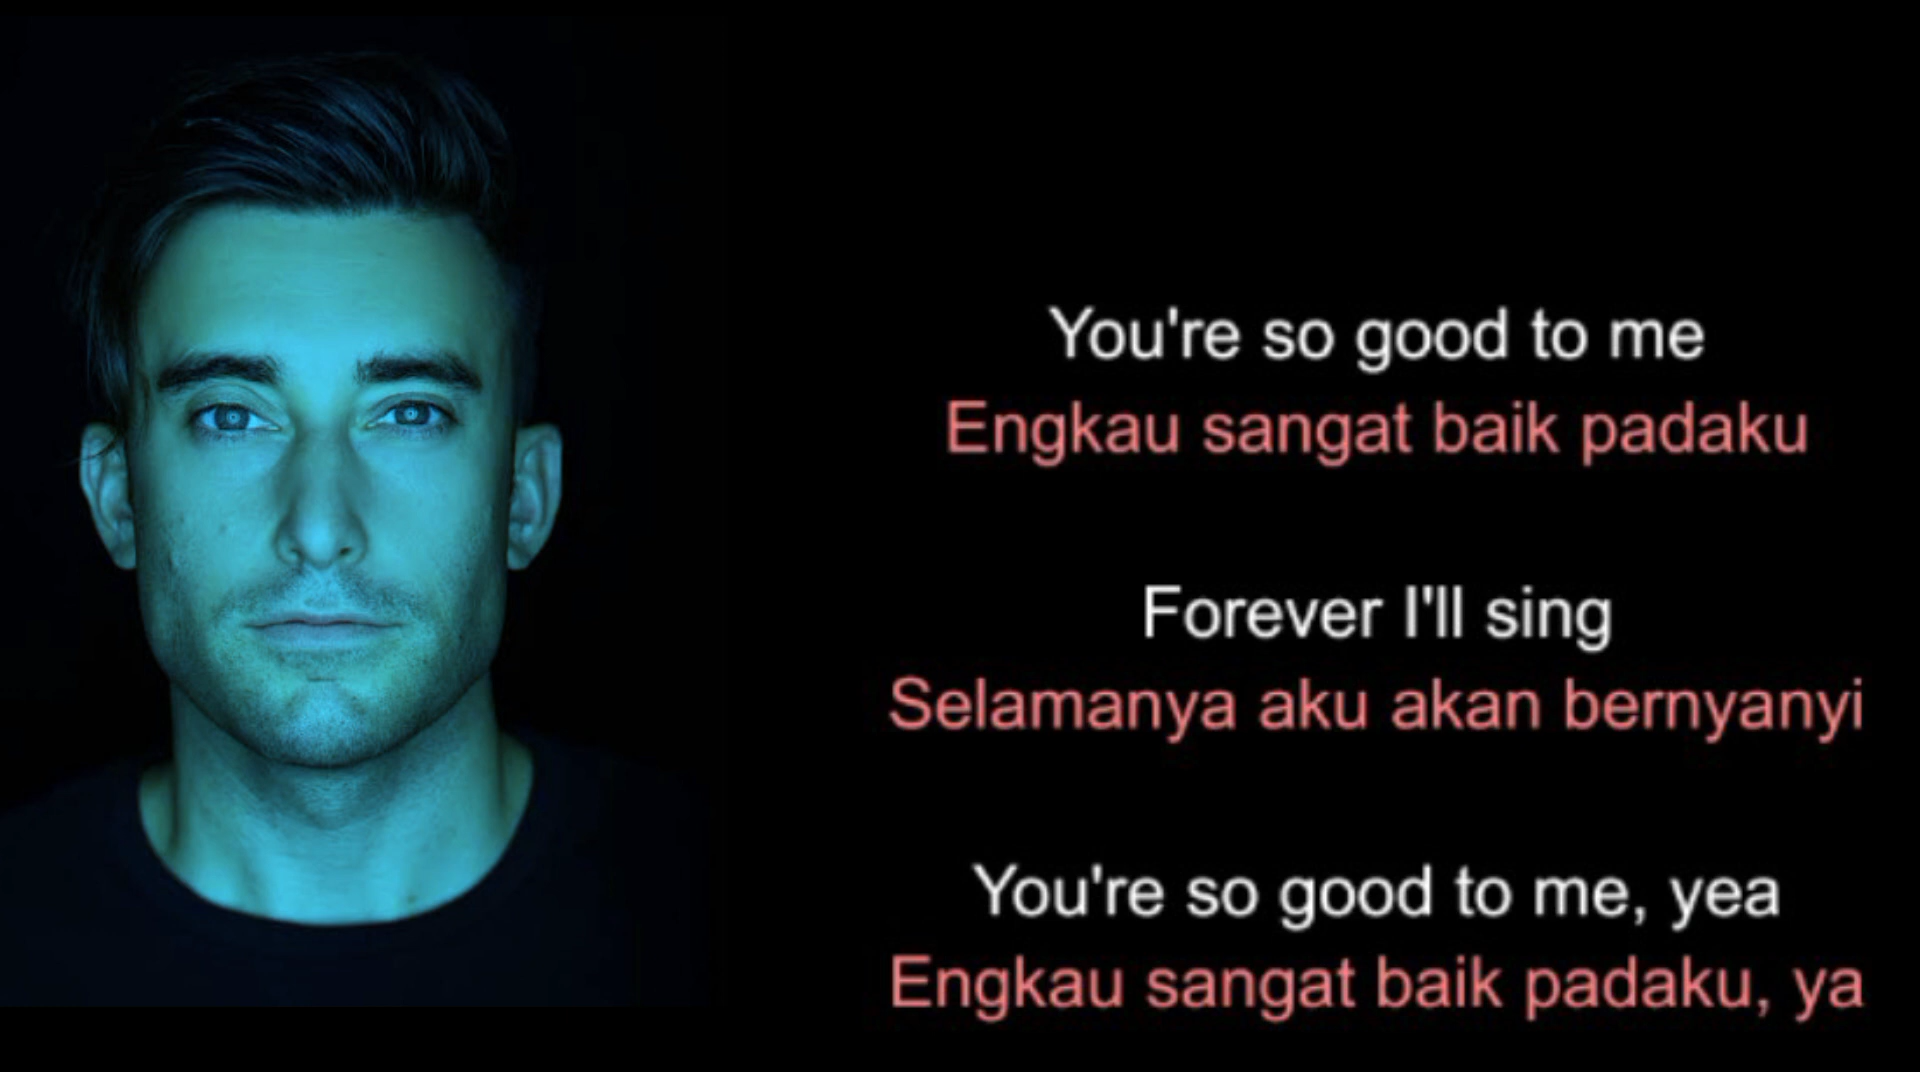 You're so good to me
Engkau sangat baik padaku
Forever I'll sing
Selamanya aku akan bernyanyi
You're so good to me, yea
Engkau sangat baik padaku, ya